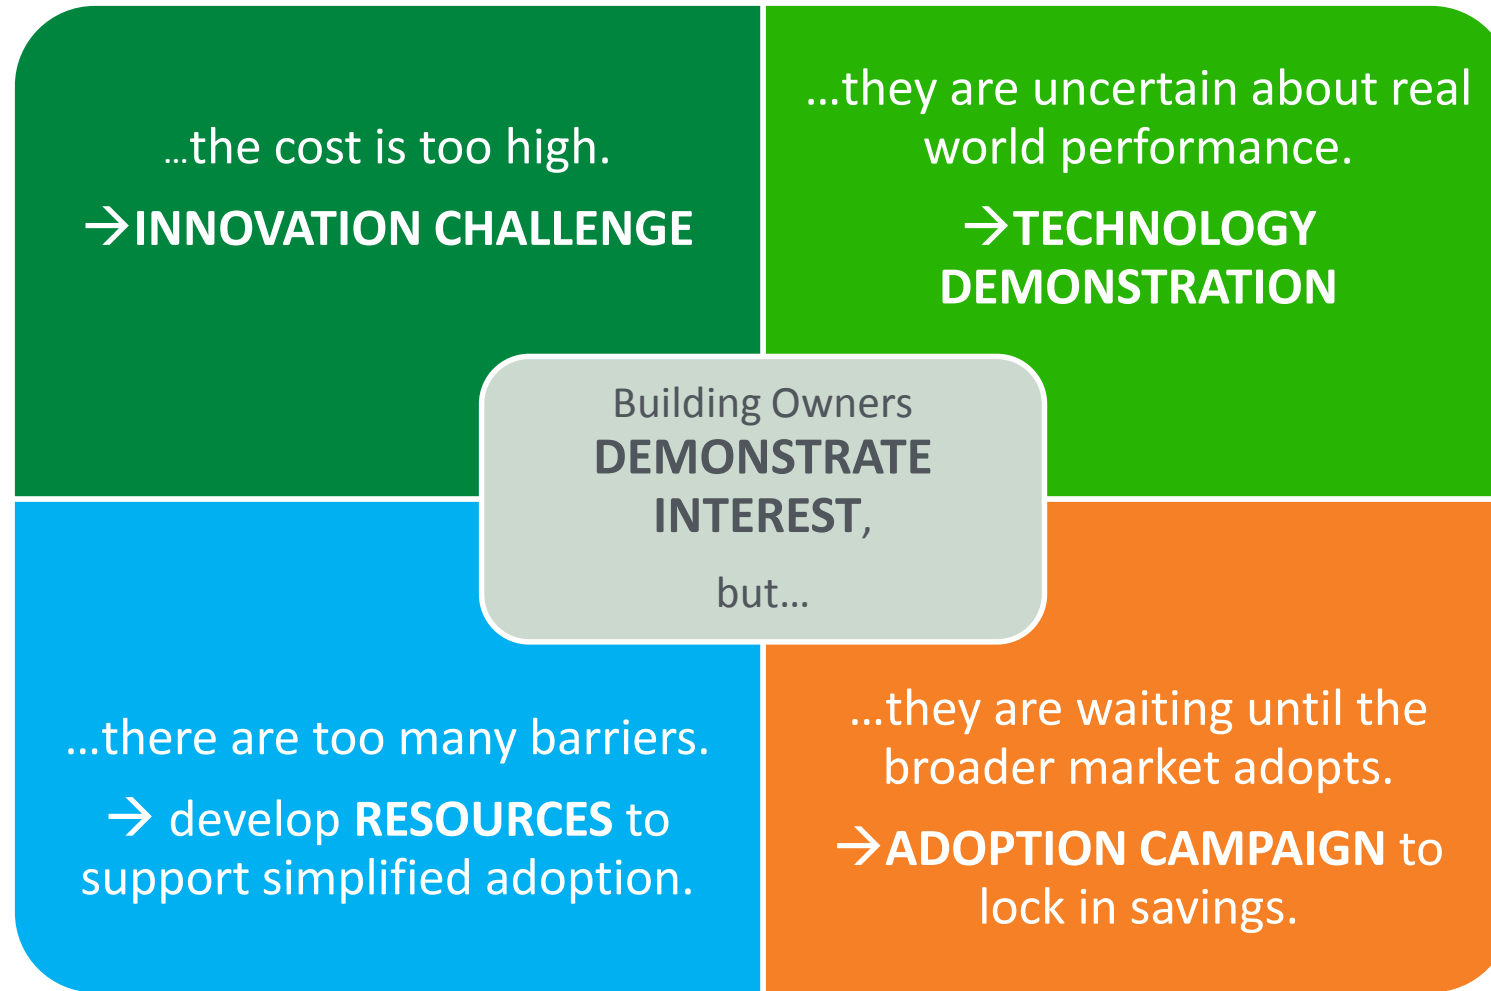 …the cost is too high.
→INNOVATION CHALLENGE
…they are uncertain about real
world performance.
→TECHNOLOGY
DEMONSTRATION
Building Owners
DEMONSTRATE
INTEREST,
but…
…there are too many barriers.
→ develop RESOURCES to
support simplified adoption.
…they are waiting until the
broader market adopts.
→ADOPTION CAMPAIGN to
lock in savings.